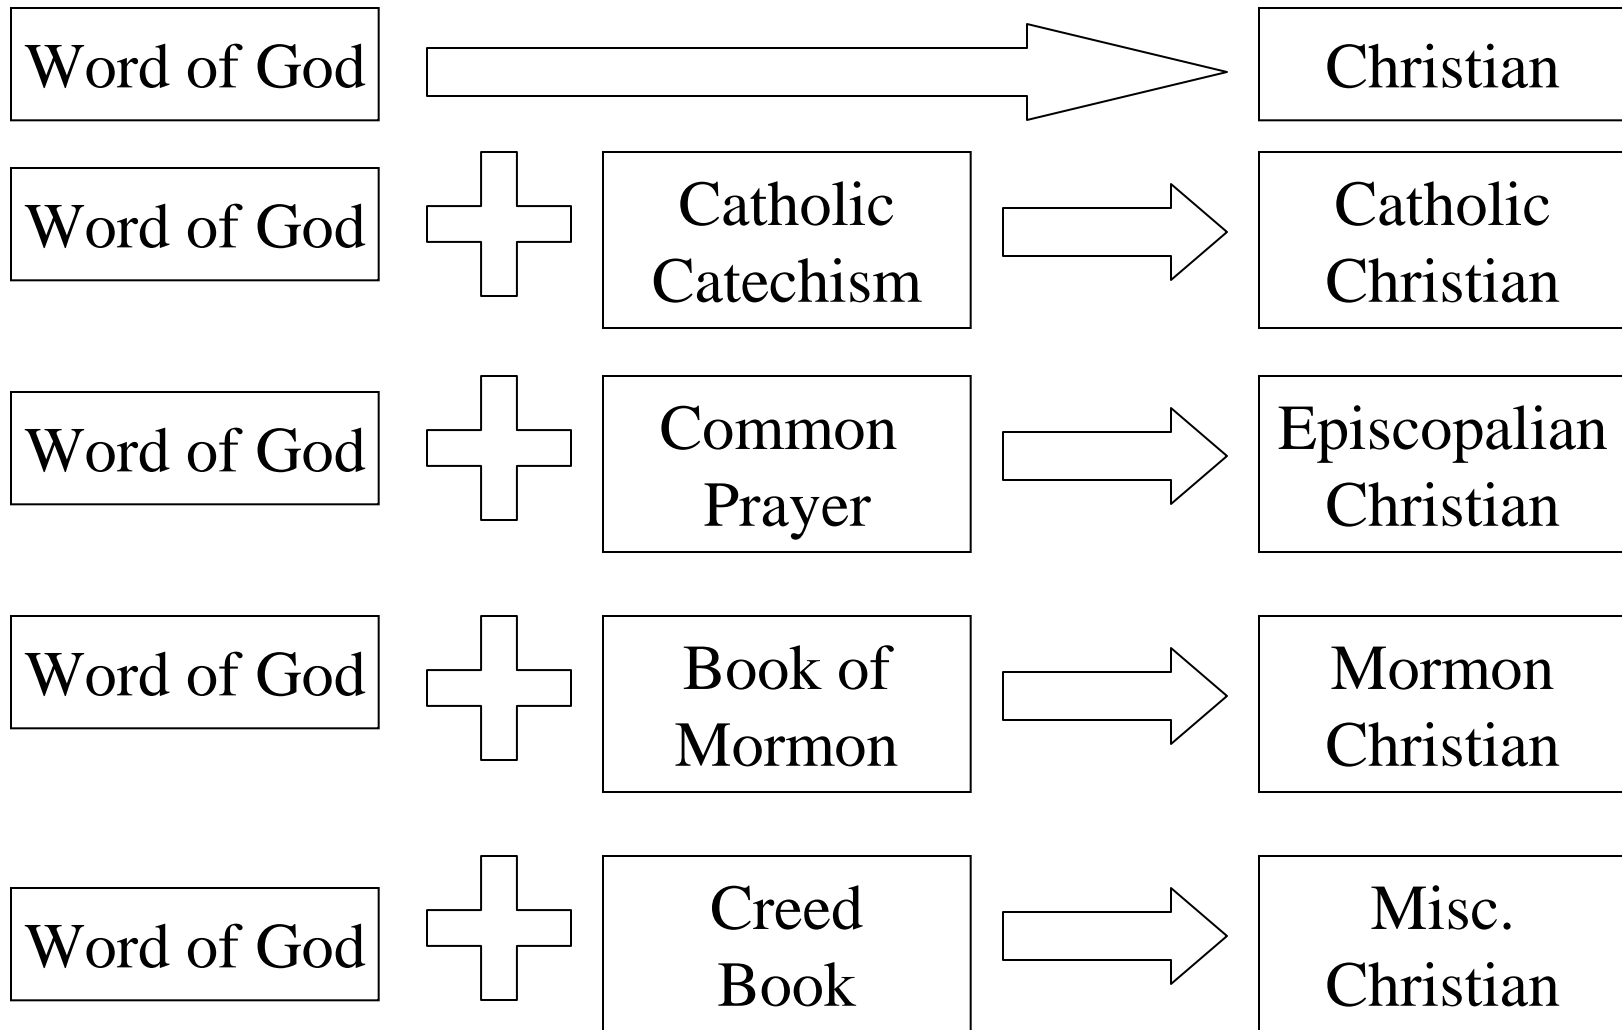 Word of God
Christian
Word of God
Catholic
Catechism
Catholic
Christian
Word of God
Common
Prayer
Episcopalian
Christian
Word of God
Book of
Mormon
Mormon
Christian
Word of God
Creed
Book
Misc.
Christian